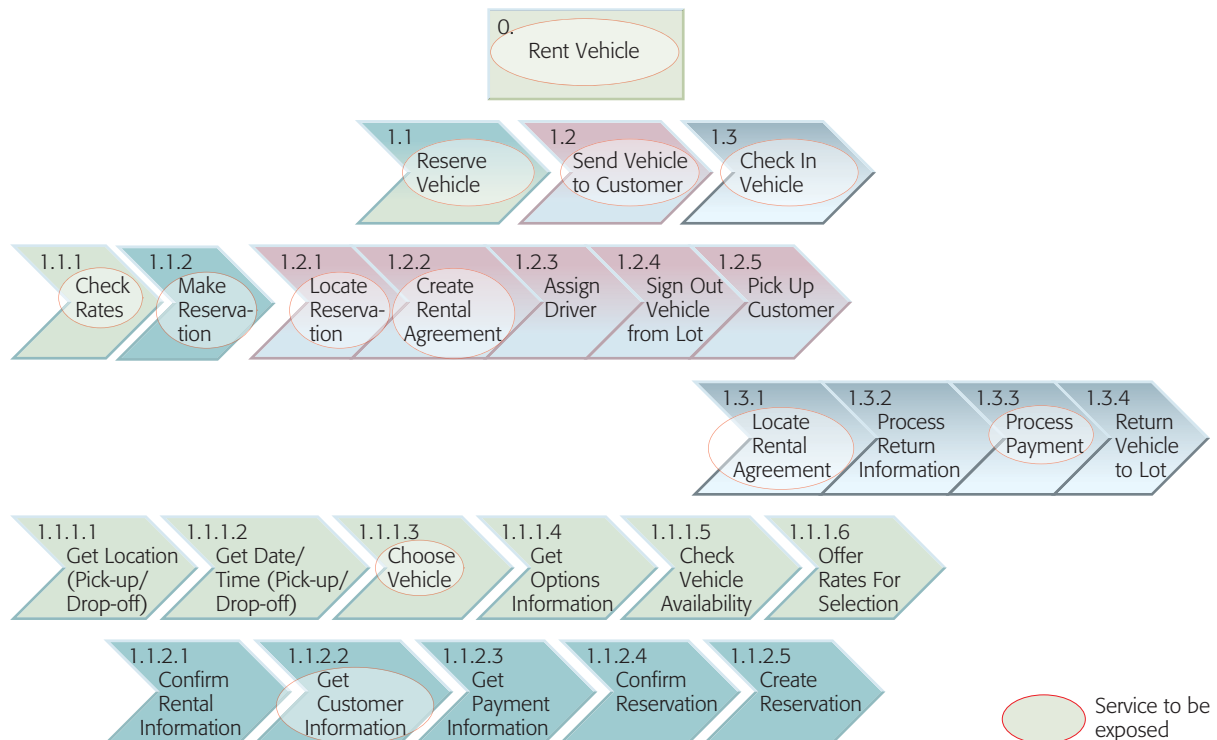 0.
Rent Vehicle
1.1
Reserve
Vehicle
1.2
Send Vehicle
to Customer
1.3
Check In
Vehicle
1.1.1
Check
Rates
1.1.2
Make
Reserva-
tion
1.2.1
Locate
Reserva-
tion
1.2.2
Create
Rental
Agreement
1.2.3
Assign
Driver
1.2.4
Sign Out
Vehicle
from Lot
1.2.5
Pick Up
Customer
1.3.1
Locate
Rental
Agreement
1.3.2
Process
Return
Information
1.3.3
Process
Payment
1.3.4
Return
Vehicle
to Lot
1.1.1.1
Get Location
(Pick-up/
Drop-off)
1.1.1.2
Get Date/
Time (Pick-up/
Drop-off)
1.1.1.3
Choose
Vehicle
1.1.1.4
Get
Options
Information
1.1.1.5
Check
Vehicle
Availability
1.1.1.6
Offer
Rates For
Selection
1.1.2.1
Confirm
Rental
Information
1.1.2.2
Get
Customer
Information
1.1.2.3
Get
Payment
Information
1.1.2.4
Confirm
Reservation
1.1.2.5
Create
Reservation
Service to be
exposed